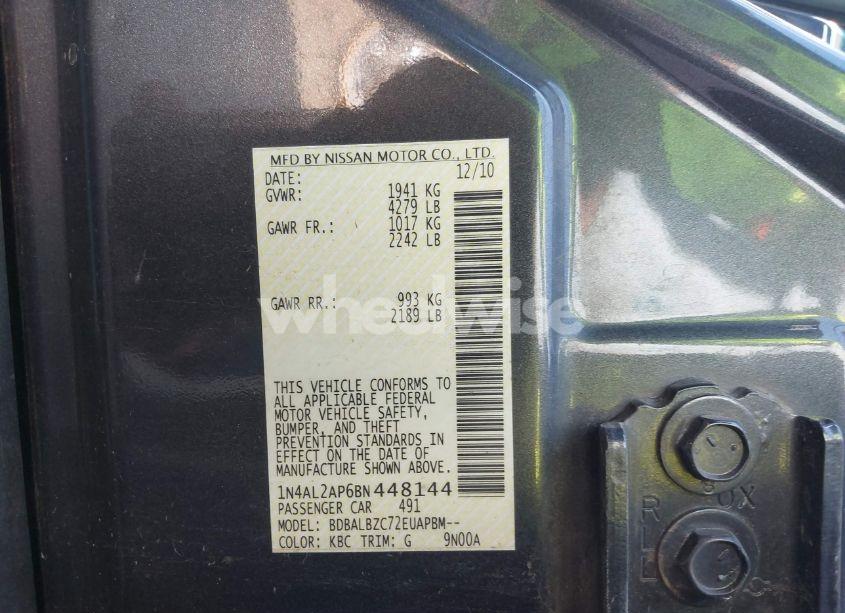 MFD BY NISSAN MOTOR CO., LTD.
DATE: 12/10
GVWR: 1941 KG
4279 LB
GAWR FR.: 1017 KG
2242 LB
GAWR RR.: 993 KG
2189 LB
wheelwise
THIS VEHICLE CONFORMS TO
ALL APPLICABLE FEDERAL
MOTOR VEHICLE SAFETY,
BUMPER, AND THEFT
PREVENTION STANDARDS IN
EFFECT ON THE DATE OF
MANUFACTURE SHOWN ABOVE.
1N4AL2AP6BN448144
PASSENGER CAR 491
MODEL: BDBALBZC72EUAPBM--
COLOR: KBC TRIM: G 9N00A